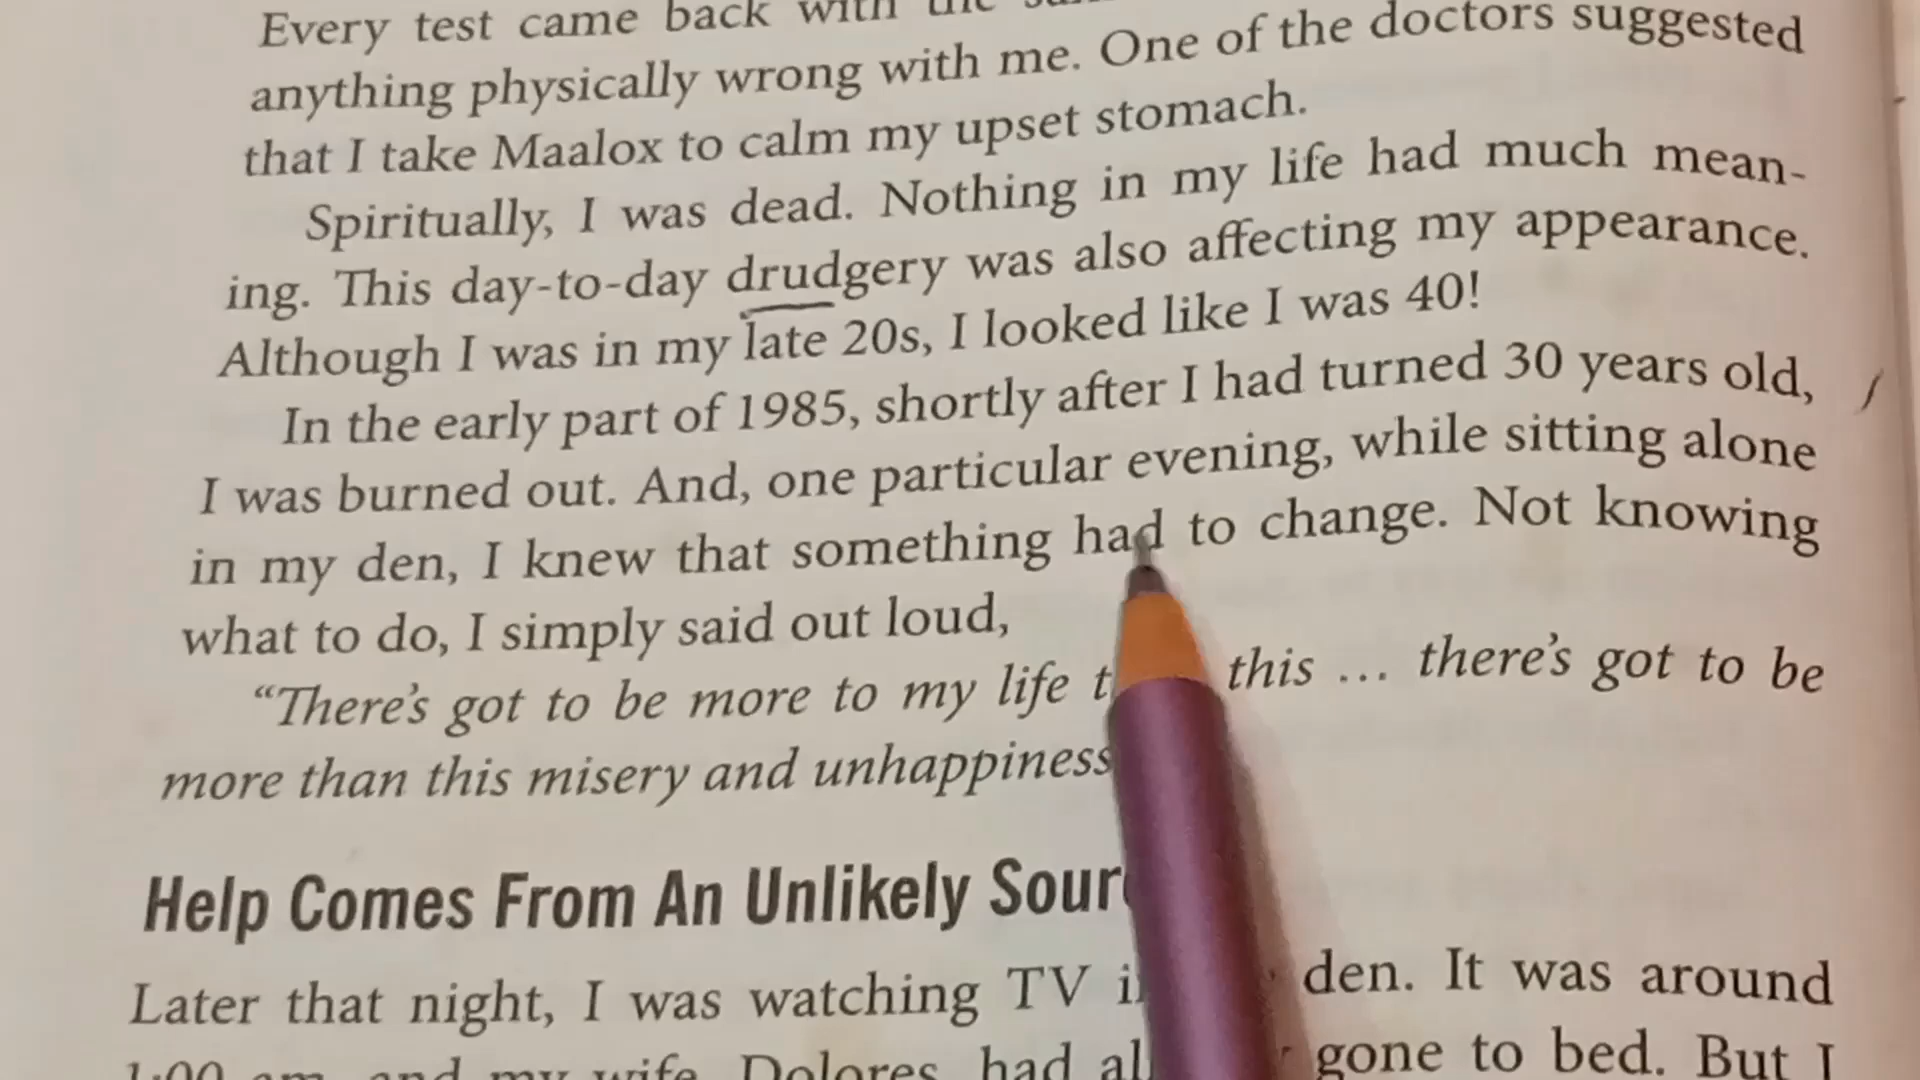 Every test came back with the
anything physically wrong with me. One of the doctors suggested
that I take Maalox to calm my upset stomach.
Spiritually, I was dead. Nothing in my life had much mean-
ing. This day-to-day drudgery was also affecting my appearance.
Although I was in my late 20s, I looked like I was 40!
In the early part of 1985, shortly after I had turned 30 years old,
I was burned out. And, one particular evening, while sitting alone
in my den, I knew that something had to change. Not knowing
what to do, I simply said out loud,
“There’s got to be more to my life this ... there’s got to be
more than this misery and unhappiness
Help Comes From An Unlikely
Later that night, I was watching TV den. It was around
1:00 am, and my wife, Dolores, had gone to bed. But I